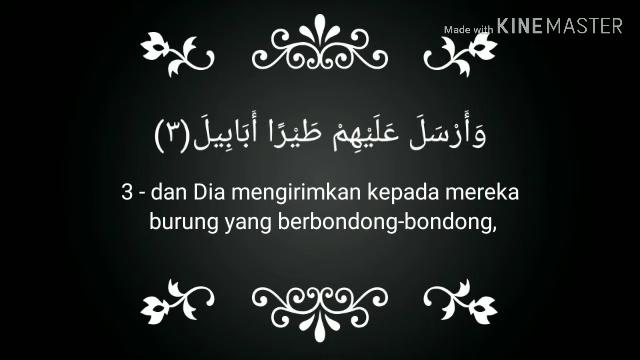 Made with KINEMASTER
وَأَرْسَلَ عَلَيْهِمْ طَيْرًا أَبَابِيلَ(٣)
3 - dan Dia mengirimkan kepada mereka
burung yang berbondong-bondong,